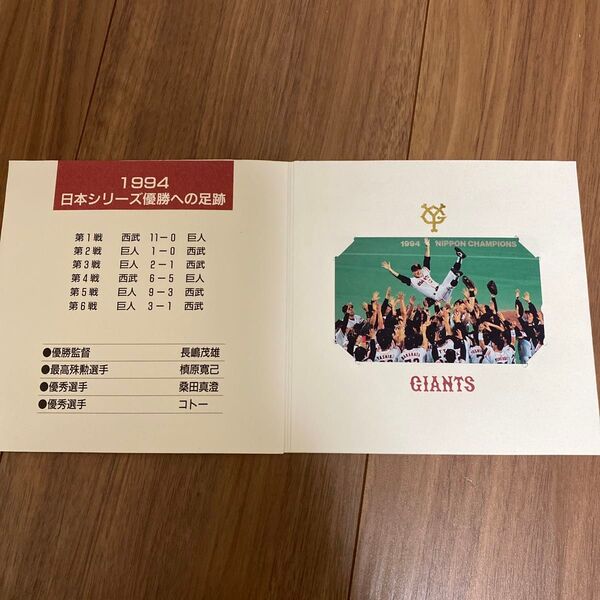 1994
日本シリーズ優勝への足跡
第1戦 西武 11−0 巨人
第2戦 巨人 1−0 西武
第3戦 巨人 2−1 西武
第4戦 西武 6−5 巨人
第5戦 巨人 9−3 西武
第6戦 巨人 3−1 西武
●優勝監督 長嶋茂雄
●最高殊勲選手 槙原寛己
●優秀選手 桑田真澄
●優秀選手 コトー
YG
1994 NIPPON CHAMPIONS
GIANTS